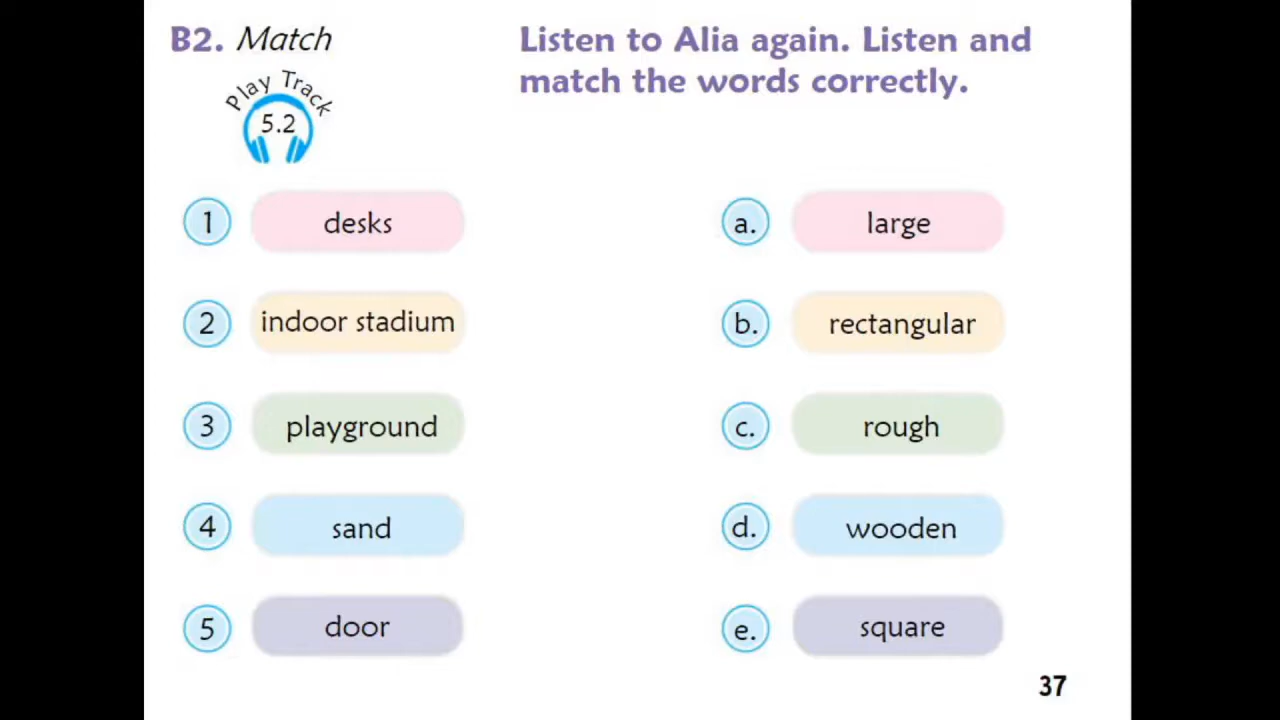 B2. Match
Listen to Alia again. Listen and
match the words correctly.
Play Track
5.2
1 desks
a. large
2 indoor stadium
b. rectangular
3 playground
c. rough
4 sand
d. wooden
5 door
e. square
37